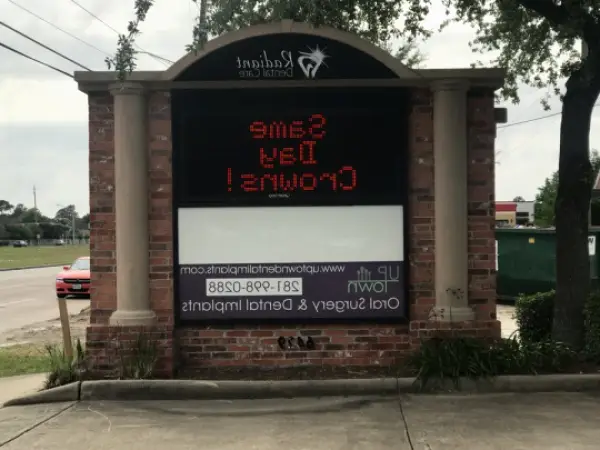 Radiant
Dental Care
Same
Day
Crowns!
UP
TOWN
www.uptowndentalimplants.com
281-998-0288
Oral Surgery & Dental Implants